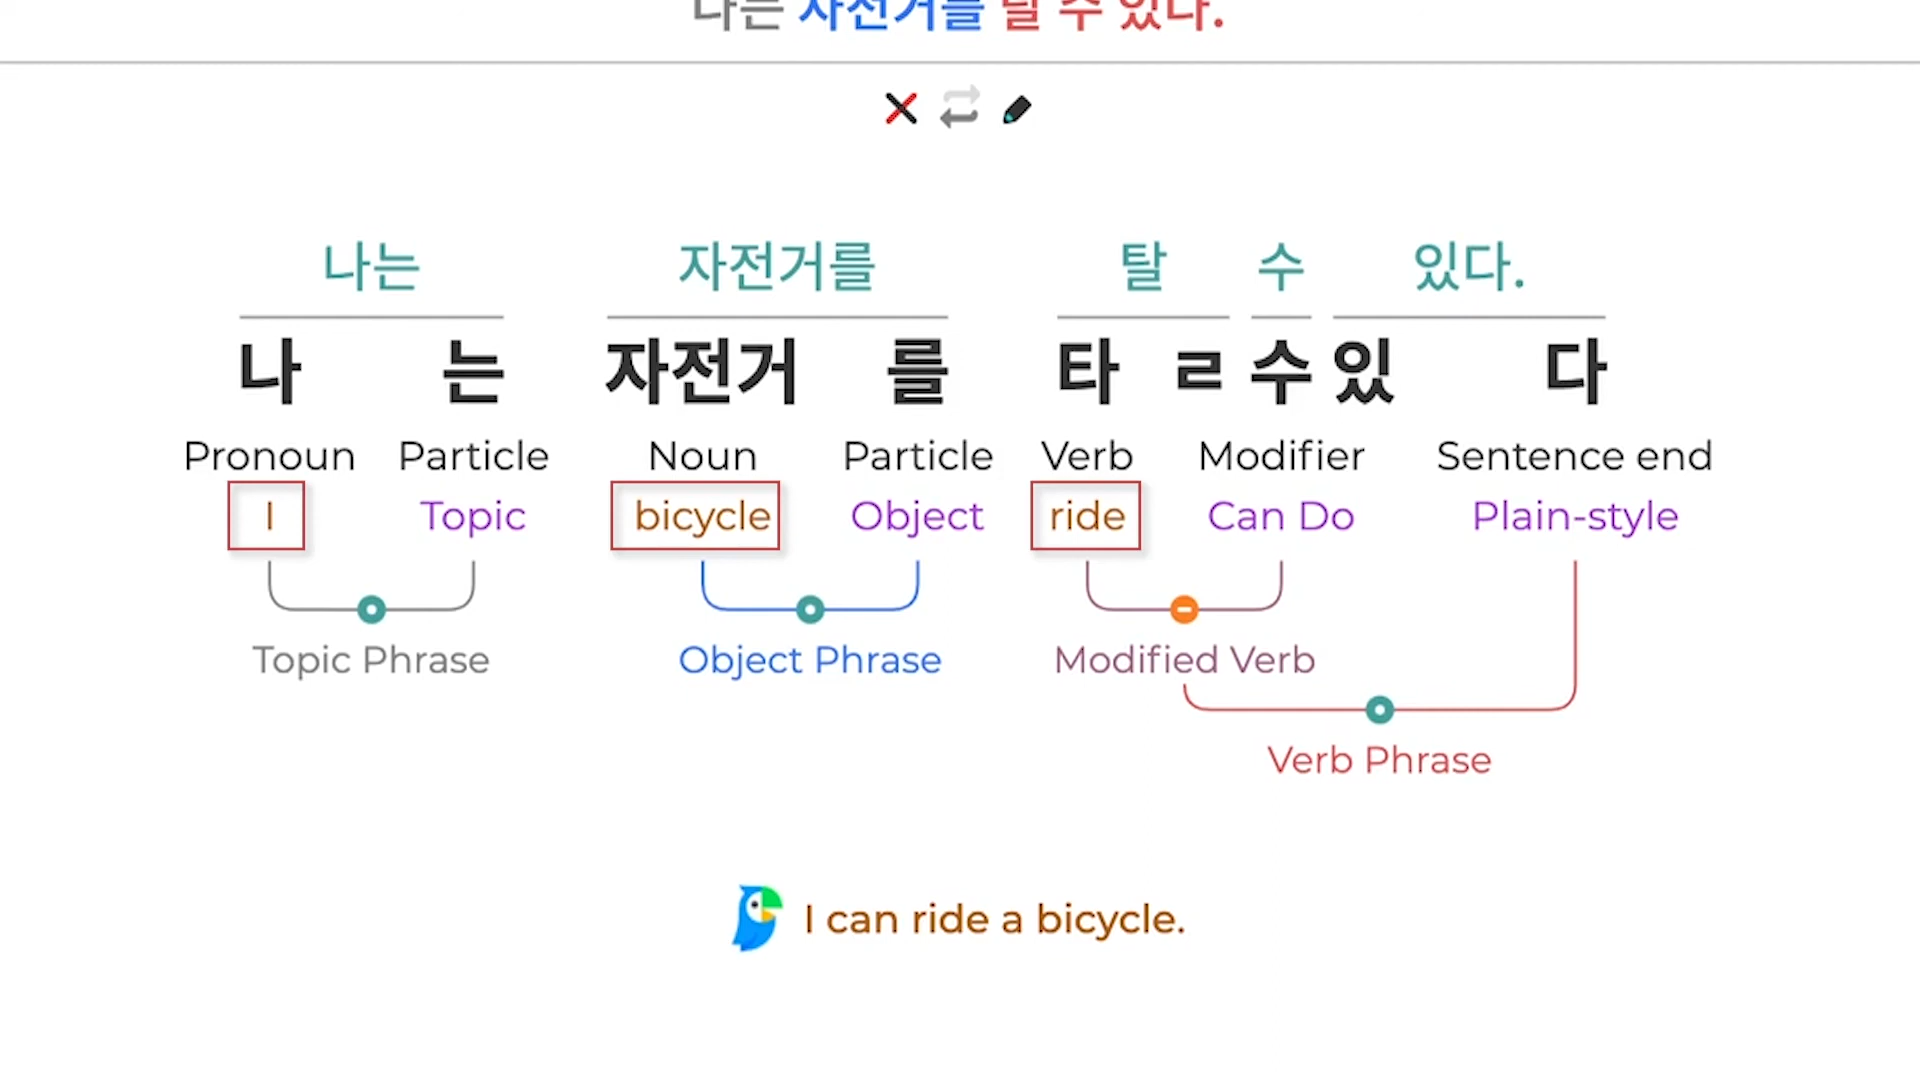 나는 자전거를 탈 수 있다.
나는 자전거를 탈 수 있다.
나 는 자전거 를 타 ㄹ 수 있 다
Pronoun Particle Noun Particle Verb Modifier Sentence end
I Topic bicycle Object ride Can Do Plain-style
Topic Phrase Object Phrase Modified Verb
Verb Phrase
I can ride a bicycle.